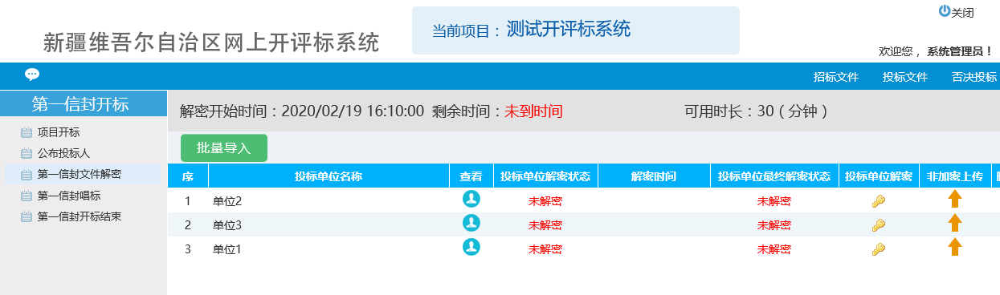 关闭
当前项目： 测试开评标系统
新疆维吾尔自治区网上开评标系统
欢迎您， 系统管理员！
招标文件 投标文件 否决投标
第一信封开标
解密开始时间：2020/02/19 16:10:00 剩余时间：未到时间 可用时长：30（分钟）
项目开标
公布投标人
第一信封文件解密
第一信封唱标
第一信封开标结束
批量导入
序 投标单位名称 查看 投标单位解密状态 解密时间 投标单位最终解密状态 投标单位解密 非加密上传
1 单位2 未解密 未解密
2 单位3 未解密 未解密
3 单位1 未解密 未解密